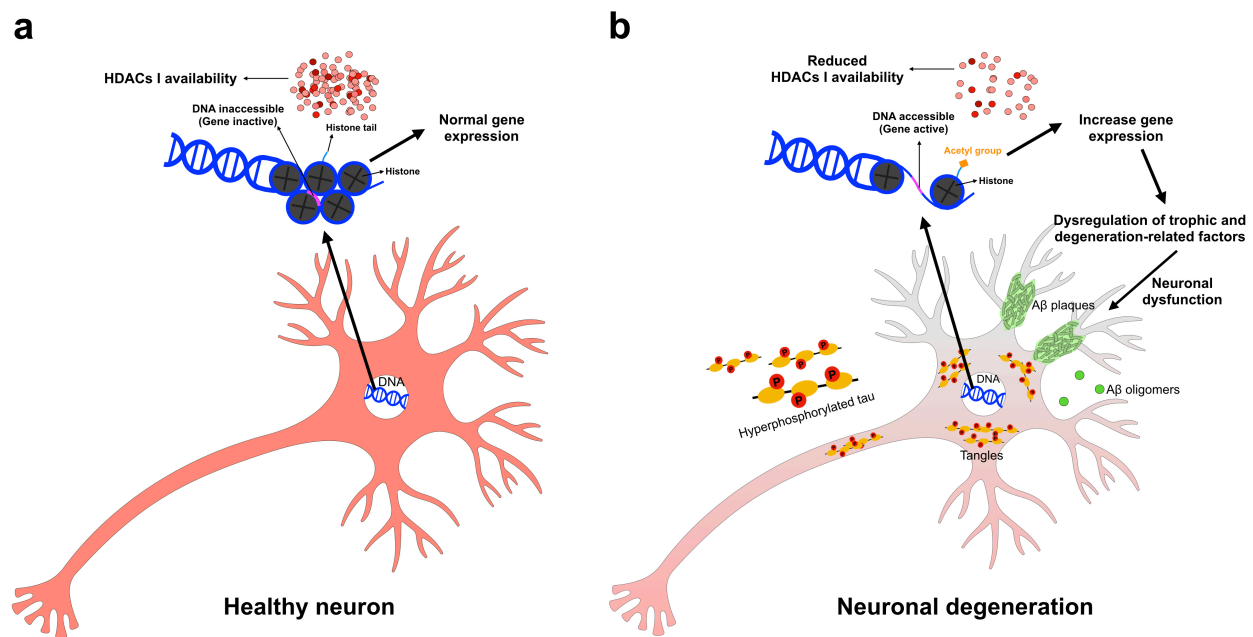 a
HDACs I availability
DNA inaccessible
(Gene inactive)
Histone tail
Normal gene
expression
Histone
DNA
Healthy neuron
b
Reduced
HDACs I availability
DNA accessible
(Gene active)
Acetyl group
Histone
Increase gene
expression
Dysregulation of trophic and
degeneration-related factors
Neuronal
dysfunction
Aβ plaques
Aβ oligomers
P
P
P
P
P
P
P
P
P
Hyperphosphorylated tau
DNA
Tangles
Neuronal degeneration